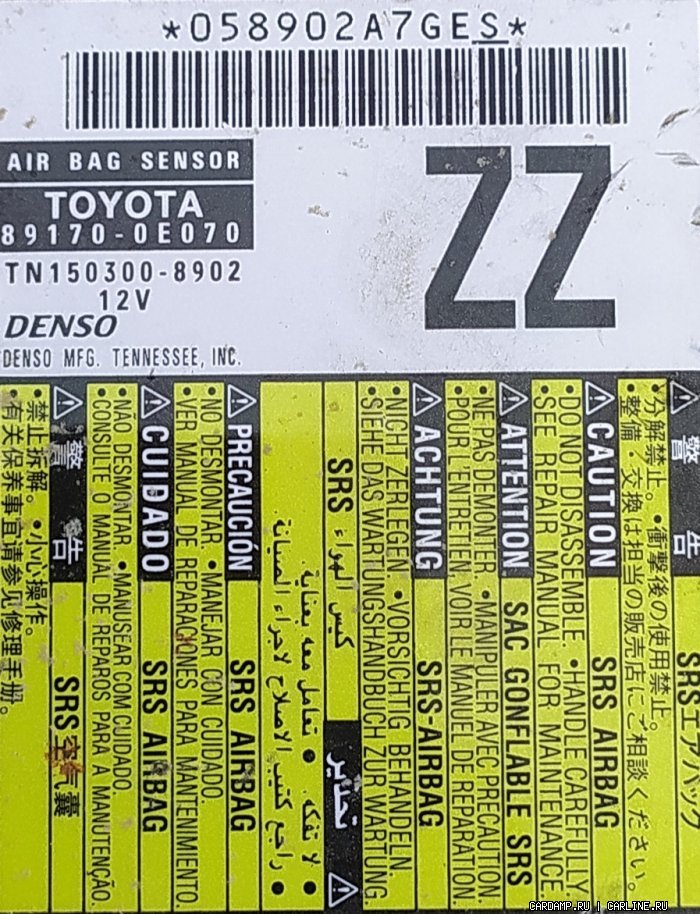 *058902A7GES*
AIR BAG SENSOR
TOYOTA
89170-0E070
TN150300-8902
12V
DENSO
DENSO MFG. TENNESSEE, INC.
ZZ
⚠警告 SRSエアバッグ
•分解禁止。•衝撃後の使用禁止。
•整備・交換は担当の販売店にご相談ください。
⚠CAUTION SRS AIRBAG
•DO NOT DISASSEMBLE. •HANDLE CAREFULLY.
•SEE REPAIR MANUAL FOR MAINTENANCE.
⚠ATTENTION SAC GONFLABLE SRS
•NE PAS DEMONTER. •MANIPULER AVEC PRECAUTION.
•POUR L'ENTRETIEN, VOIR LE MANUEL DE REPARATION.
⚠ACHTUNG SRS-AIRBAG
•NICHT ZERLEGEN. •VORSICHTIG BEHANDELN.
•SIEHE DAS WARTUNGSHANDBUCH ZUR WARTUNG.
⚠ تحذير كيس الهواء SRS
• لا تفكه. • تعامل معه بعناية.
• راجع كتيب الاصلاح لاجراء الصيانة.
⚠PRECAUCIÓN SRS AIRBAG
•NO DESMONTAR. •MANEJAR CON CUIDADO.
•VER MANUAL DE REPARACIONES PARA MANTENIMIENTO.
⚠CUIDADO SRS AIRBAG
•NÃO DESMONTAR. •MANUSEAR COM CUIDADO.
•CONSULTE O MANUAL DE REPAROS PARA A MANUTENÇÃO.
⚠警告 SRS空气囊
•禁止拆解。•小心操作。
•有关保养事宜请参见修理手册。
CARDAMP.RU | CARLINE.RU